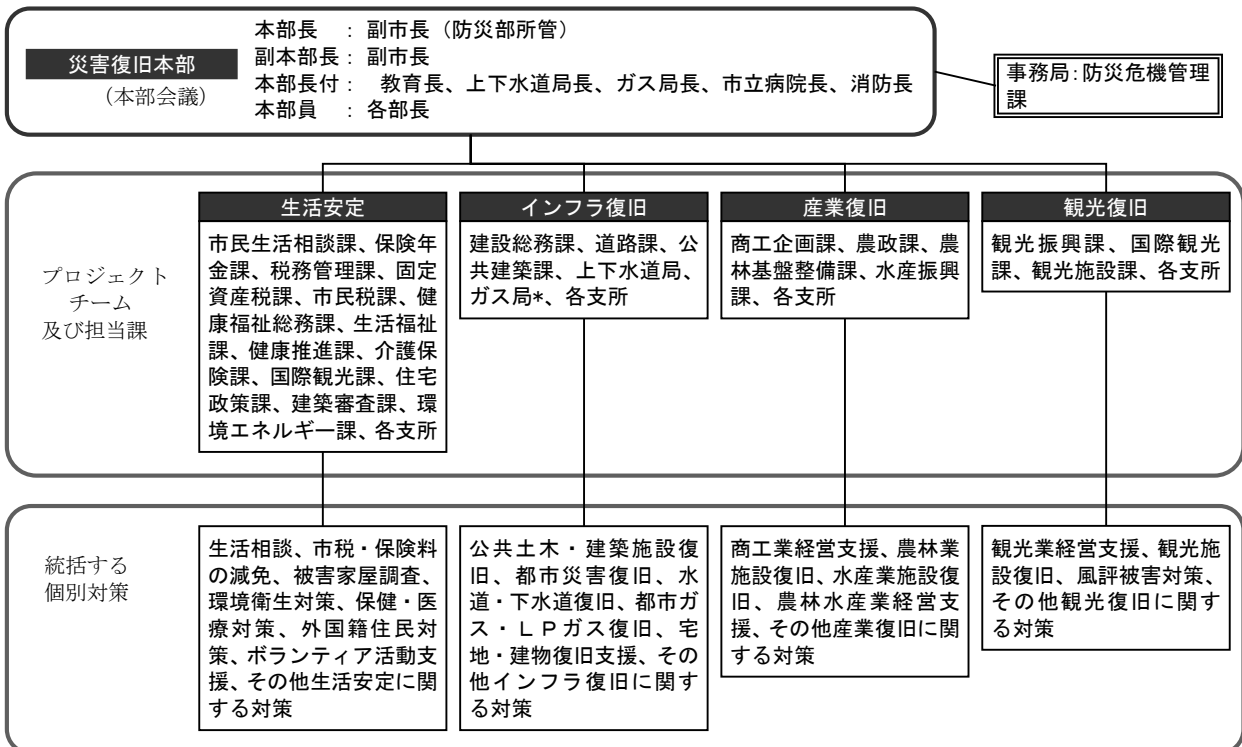 災害復旧本部
(本部会議)
本部長 : 副市長(防災部所管)
副本部長: 副市長
本部長付: 教育長、上下水道局長、ガス局長、市立病院長、消防長
本部員 : 各部長
事務局:防災危機管理
課
プロジェクト
チーム
及び担当課
生活安定
市民生活相談課、保険年
金課、税務管理課、固定
資産税課、市民税課、健
康福祉総務課、生活福祉
課、健康推進課、介護保
険課、国際観光課、住宅
政策課、建築審査課、環
境エネルギー課、各支所
インフラ復旧
建設総務課、道路課、公
共建築課、上下水道局、
ガス局*、各支所
産業復旧
商工企画課、農政課、農
林基盤整備課、水産振興
課、各支所
観光復旧
観光振興課、国際観光
課、観光施設課、各支所
統括する
個別対策
生活相談、市税・保険料
の減免、被害家屋調査、
環境衛生対策、保健・医
療対策、外国籍住民対
策、ボランティア活動支
援、その他生活安定に関
する対策
公共土木・建築施設復
旧、都市災害復旧、水
道・下水道復旧、都市ガ
ス・LPガス復旧、宅
地・建物復旧支援、その
他インフラ復旧に関す
る対策
商工業経営支援、農林業
施設復旧、水産業施設復
旧、農林水産業経営支
援、その他産業復旧に関
する対策
観光業経営支援、観光施
設復旧、風評被害対策、
その他観光復旧に関す
る対策